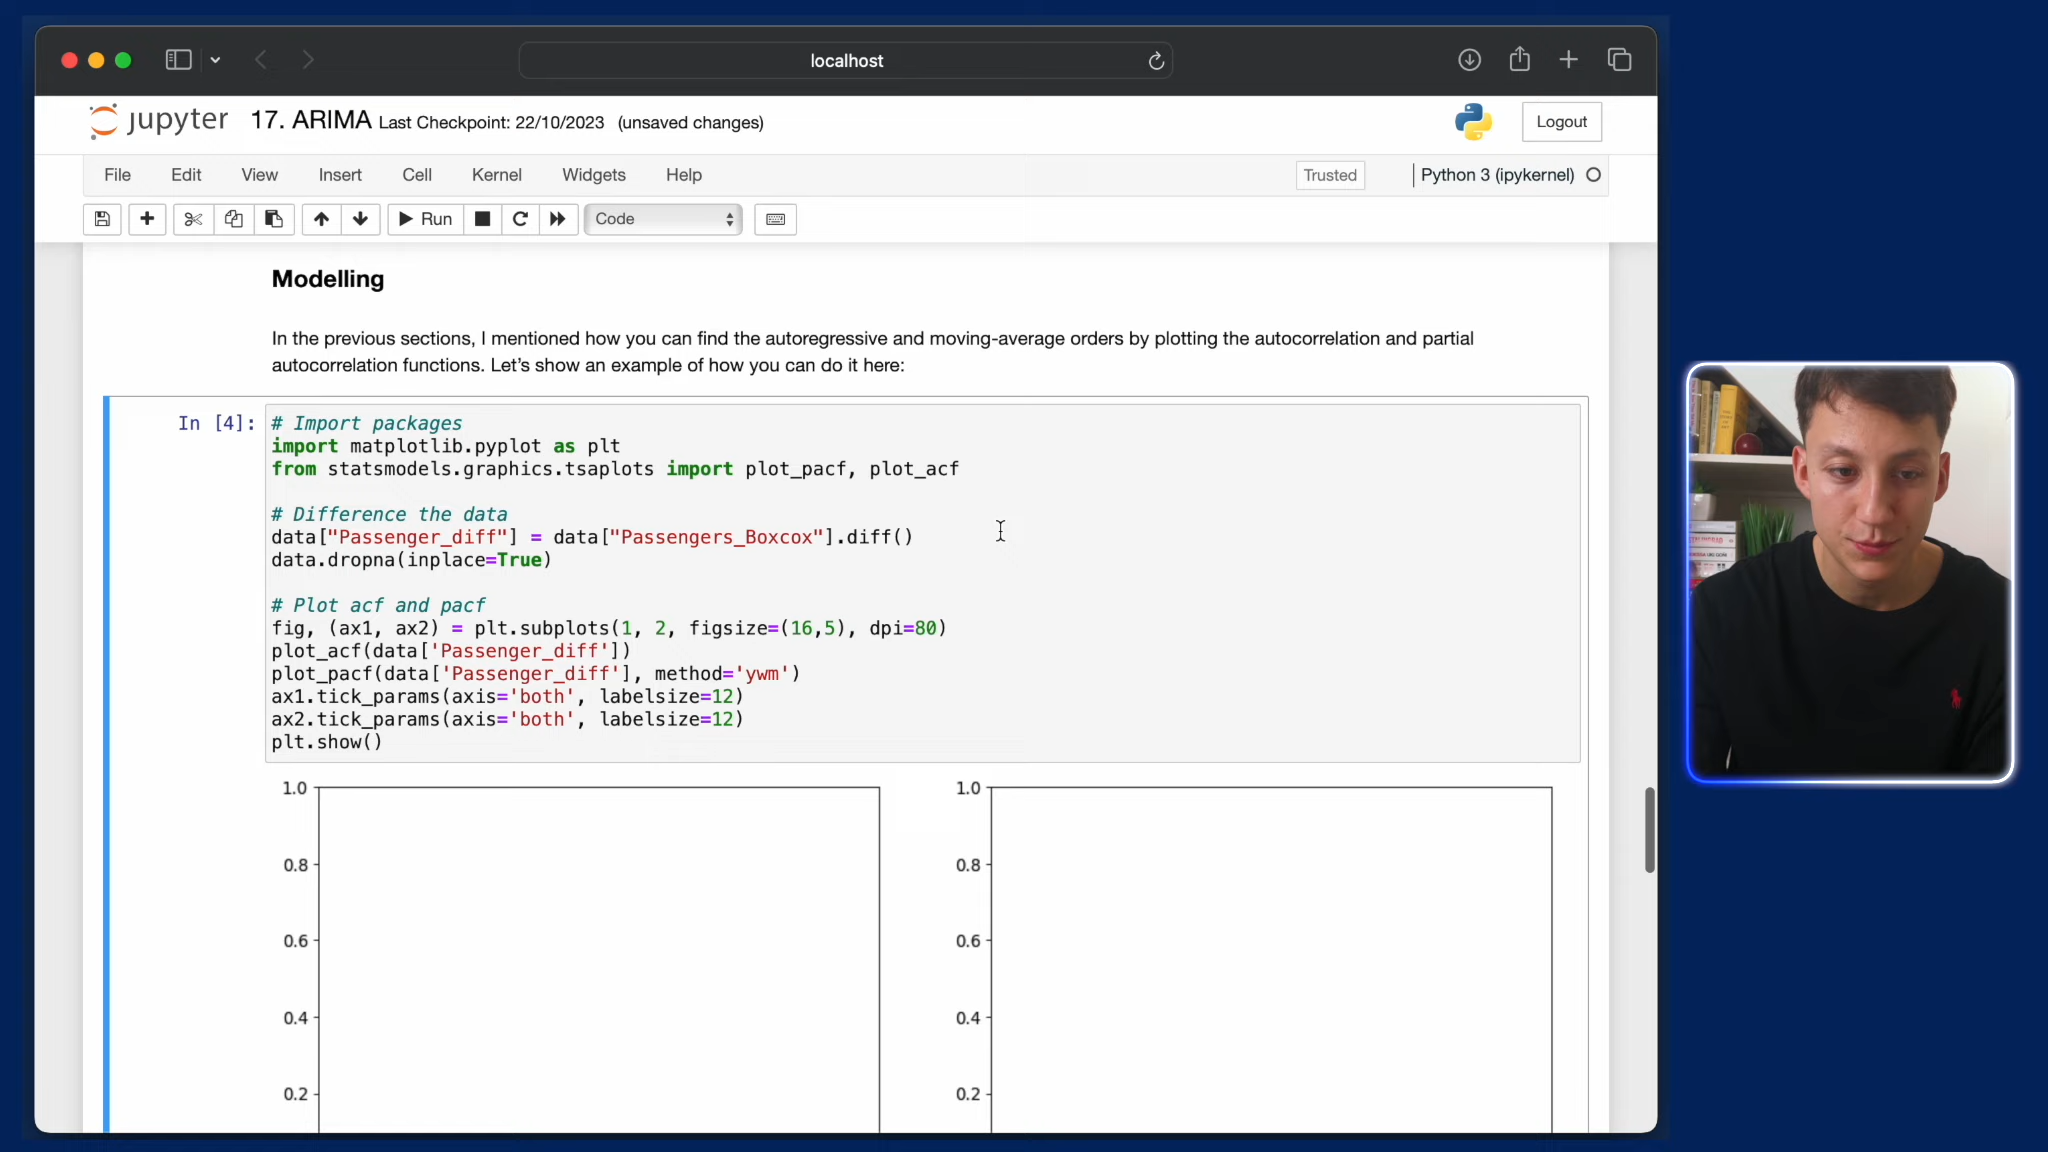 localhost
jupyter 17. ARIMA Last Checkpoint: 22/10/2023 (unsaved changes)
Logout
File Edit View Insert Cell Kernel Widgets Help
Trusted
Python 3 (ipykernel)
Run
Code
Modelling
In the previous sections, I mentioned how you can find the autoregressive and moving-average orders by plotting the autocorrelation and partial
autocorrelation functions. Let's show an example of how you can do it here:
In [4]:
# Import packages
import matplotlib.pyplot as plt
from statsmodels.graphics.tsaplots import plot_pacf, plot_acf
# Difference the data
data["Passenger_diff"] = data["Passengers_Boxcox"].diff()
data.dropna(inplace=True)
# Plot acf and pacf
fig, (ax1, ax2) = plt.subplots(1, 2, figsize=(16,5), dpi=80)
plot_acf(data['Passenger_diff'])
plot_pacf(data['Passenger_diff'], method='ywm')
ax1.tick_params(axis='both', labelsize=12)
ax2.tick_params(axis='both', labelsize=12)
plt.show()
1.0
0.8
0.6
0.4
0.2
1.0
0.8
0.6
0.4
0.2